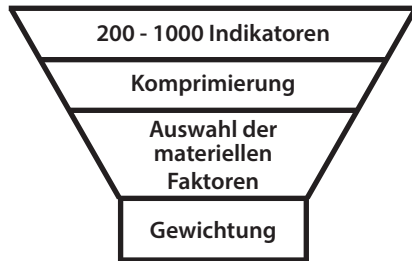 200 - 1000 Indikatoren
Komprimierung
Auswahl der
materiellen
Faktoren
Gewichtung